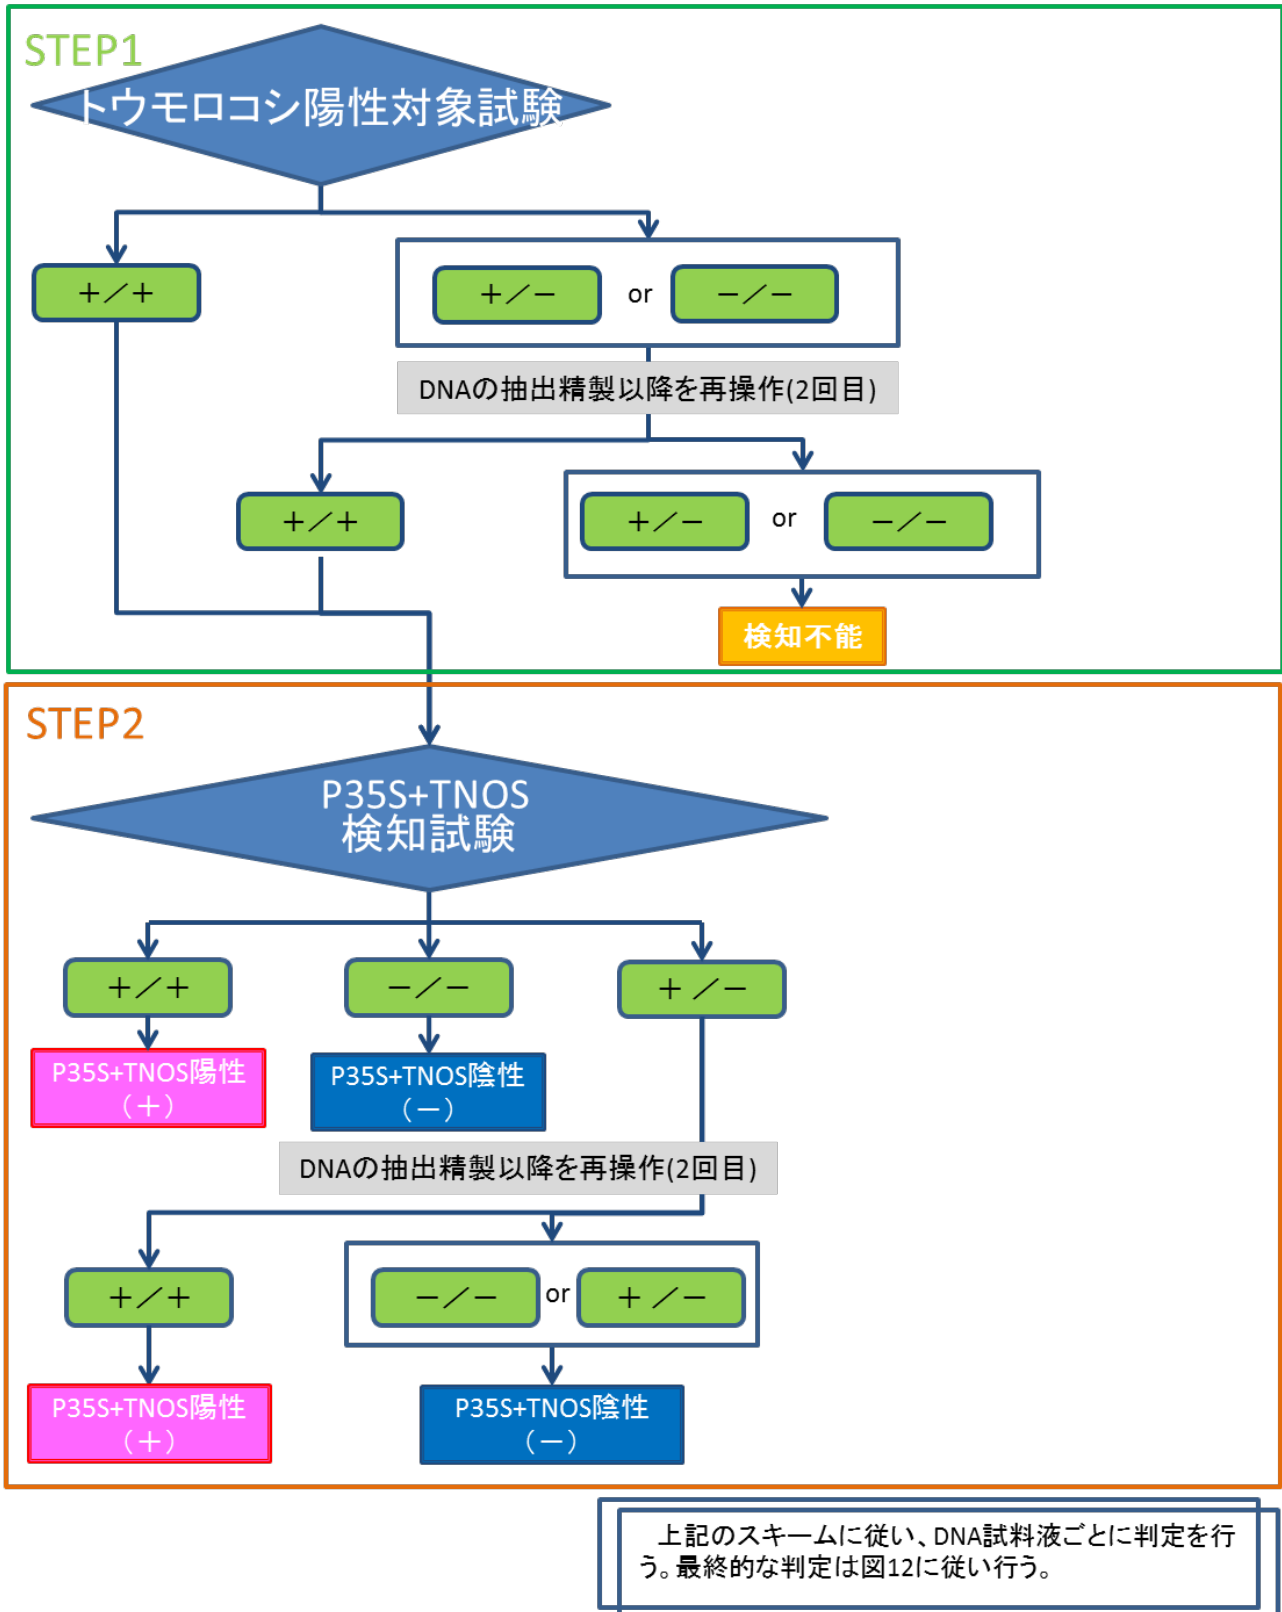 STEP1
トウモロコシ陽性対象試験
＋／＋
＋／－ or －／－
DNAの抽出精製以降を再操作(2回目)
＋／＋
＋／－ or －／－
検知不能
STEP2
P35S+TNOS
検知試験
＋／＋
－／－
＋ ／－
P35S+TNOS陽性
（＋）
P35S+TNOS陰性
（－）
DNAの抽出精製以降を再操作(2回目)
＋／＋
－／－ or ＋ ／－
P35S+TNOS陽性
（＋）
P35S+TNOS陰性
（－）
上記のスキームに従い、DNA試料液ごとに判定を行
う。最終的な判定は図12に従い行う。